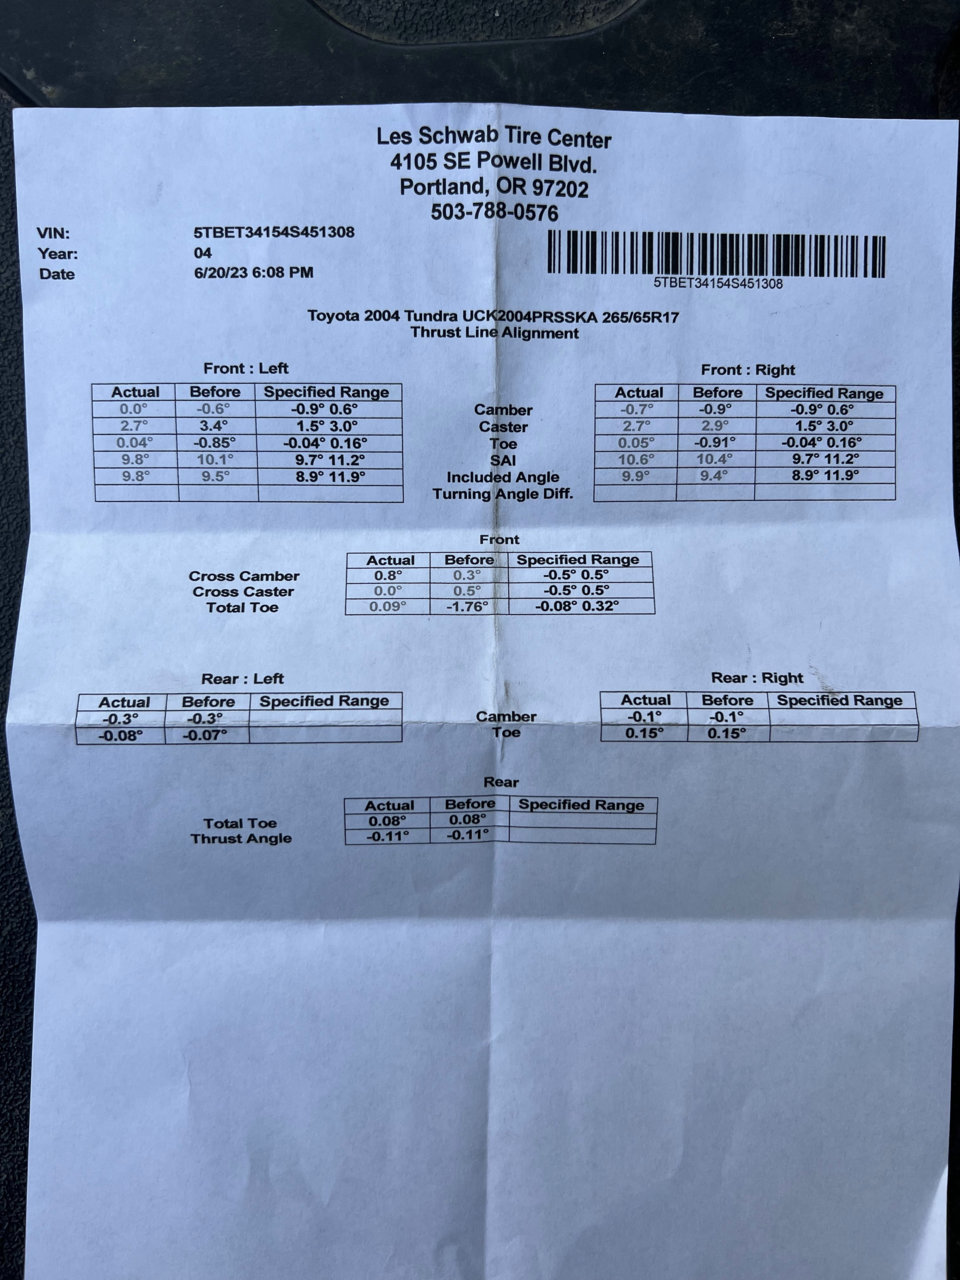 Les Schwab Tire Center
4105 SE Powell Blvd.
Portland, OR 97202
503-788-0576
VIN: 5TBET34154S451308
Year: 04
Date 6/20/23 6:08 PM
5TBET34154S451308
Toyota 2004 Tundra UCK2004PRSSKA 265/65R17
Thrust Line Alignment
Front : Left Front : Right
Actual Before Specified Range Actual Before Specified Range
0.0° -0.6° -0.9° 0.6° Camber -0.7° -0.9° -0.9° 0.6°
2.7° 3.4° 1.5° 3.0° Caster 2.7° 2.9° 1.5° 3.0°
0.04° -0.85° -0.04° 0.16° Toe 0.05° -0.91° -0.04° 0.16°
9.8° 10.1° 9.7° 11.2° SAI 10.6° 10.4° 9.7° 11.2°
9.8° 9.5° 8.9° 11.9° Included Angle 9.9° 9.4° 8.9° 11.9°
Turning Angle Diff.
Front
Actual Before Specified Range
Cross Camber 0.8° 0.3° -0.5° 0.5°
Cross Caster 0.0° 0.5° -0.5° 0.5°
Total Toe 0.09° -1.76° -0.08° 0.32°
Rear : Left Rear : Right
Actual Before Specified Range Actual Before Specified Range
-0.3° -0.3° Camber -0.1° -0.1°
-0.08° -0.07° Toe 0.15° 0.15°
Rear
Actual Before Specified Range
Total Toe 0.08° 0.08°
Thrust Angle -0.11° -0.11°